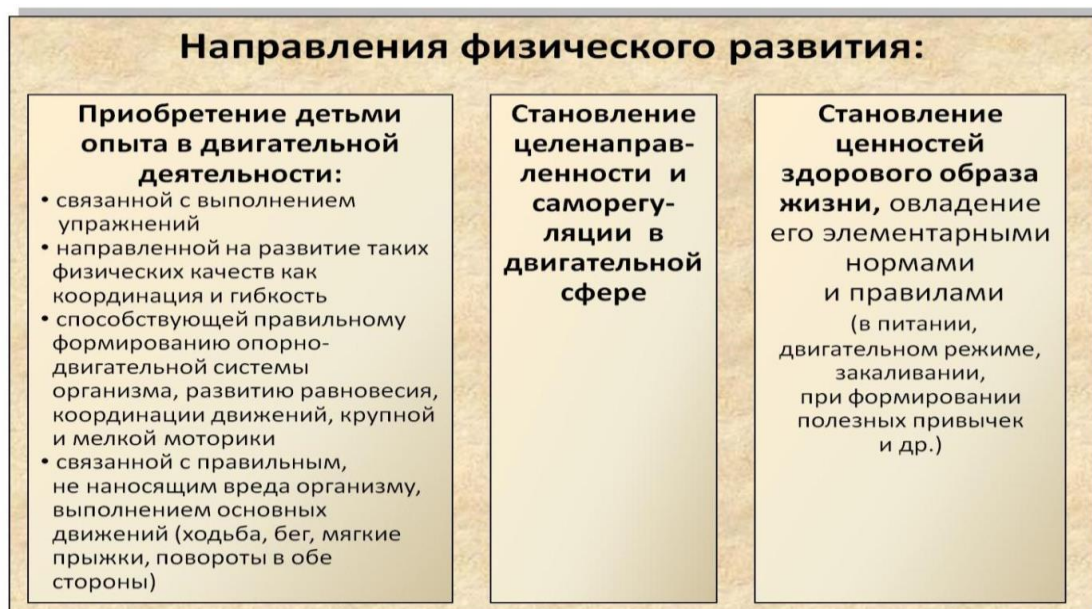 Направления физического развития:
Приобретение детьми
опыта в двигательной
деятельности:
• связанной с выполнением
упражнений
• направленной на развитие таких
физических качеств как
координация и гибкость
• способствующей правильному
формированию опорно-
двигательной системы
организма, развитию равновесия,
координации движений, крупной
и мелкой моторики
• связанной с правильным,
не наносящим вреда организму,
выполнением основных
движений (ходьба, бег, мягкие
прыжки, повороты в обе
стороны)
Становление
целенаправ-
ленности и
саморегу-
ляции в
двигательной
сфере
Становление
ценностей
здорового образа
жизни, овладение
его элементарными
нормами
и правилами
(в питании,
двигательном режиме,
закаливании,
при формировании
полезных привычек
и др.)